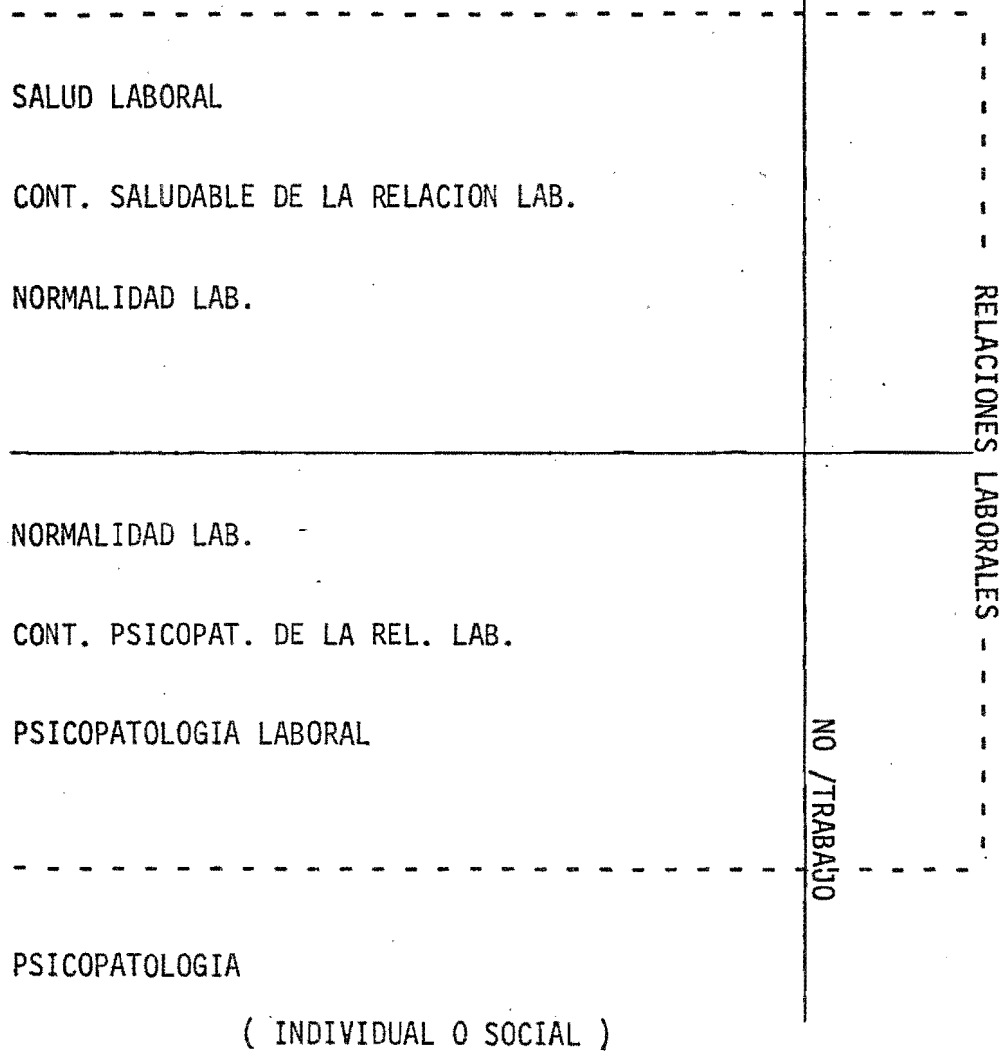 SALUD LABORAL
CONT. SALUDABLE DE LA RELACION LAB.
NORMALIDAD LAB.
RELACIONES LABORALES
NORMALIDAD LAB.
CONT. PSICOPAT. DE LA REL. LAB.
PSICOPATOLOGIA LABORAL
NO /TRABAJO
PSICOPATOLOGIA
( INDIVIDUAL O SOCIAL )